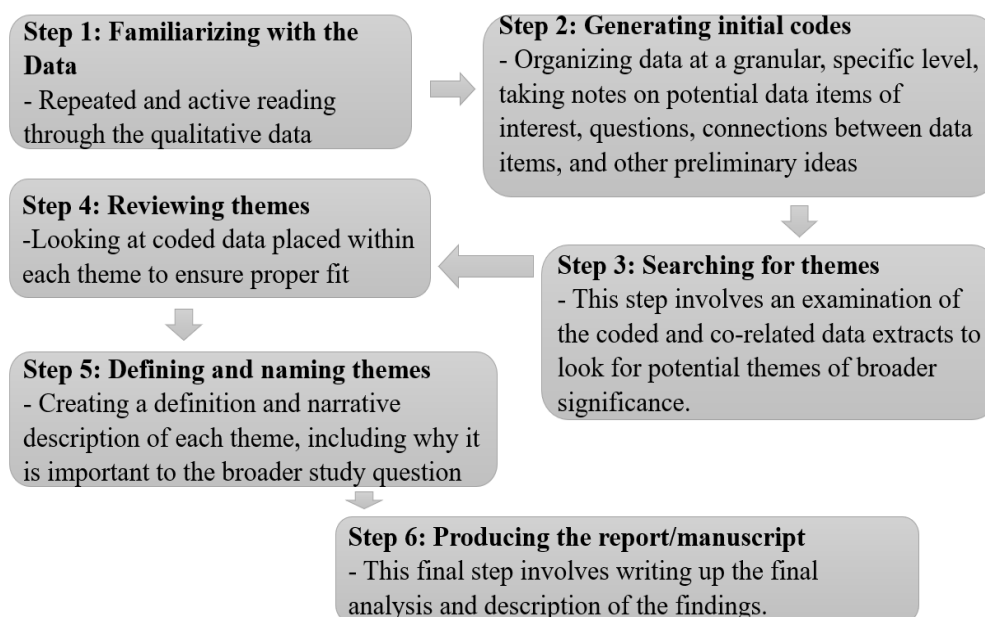 Step 1: Familiarizing with the
Data
- Repeated and active reading
through the qualitative data
Step 2: Generating initial codes
- Organizing data at a granular, specific level,
taking notes on potential data items of
interest, questions, connections between data
items, and other preliminary ideas
Step 3: Searching for themes
- This step involves an examination of
the coded and co-related data extracts to
look for potential themes of broader
significance.
Step 4: Reviewing themes
-Looking at coded data placed within
each theme to ensure proper fit
Step 5: Defining and naming themes
- Creating a definition and narrative
description of each theme, including why it
is important to the broader study question
Step 6: Producing the report/manuscript
- This final step involves writing up the final
analysis and description of the findings.